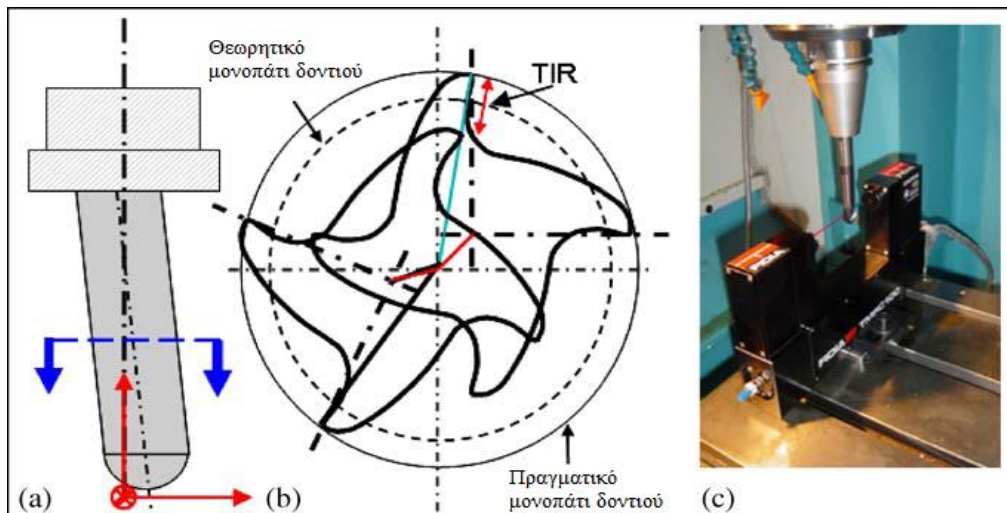 Θεωρητικό
μονοπάτι δοντιού
TIR
Πραγματικό
μονοπάτι δοντιού
(a)
(b)
(c)